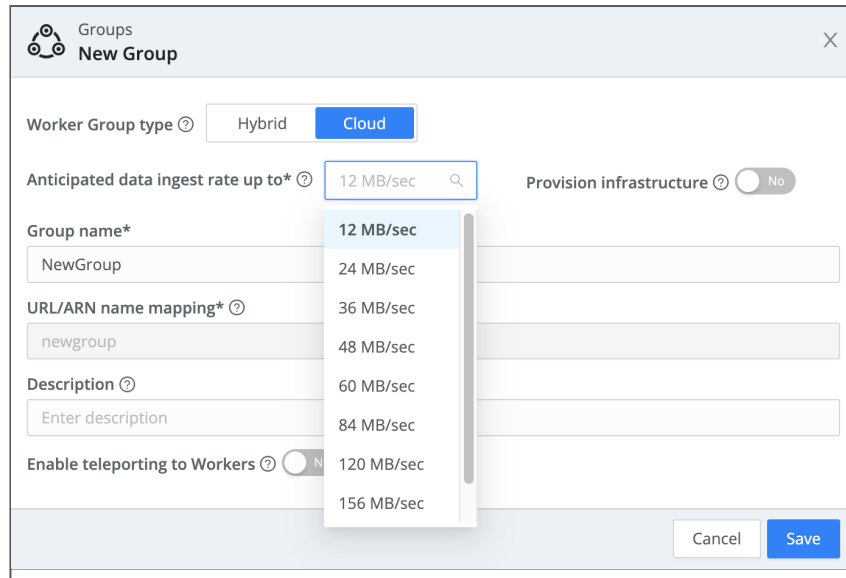 Groups
New Group
Worker Group type
Hybrid
Cloud
Anticipated data ingest rate up to*
12 MB/sec
Provision infrastructure
No
12 MB/sec
24 MB/sec
36 MB/sec
48 MB/sec
60 MB/sec
84 MB/sec
120 MB/sec
156 MB/sec
Group name*
NewGroup
URL/ARN name mapping*
newgroup
Description
Enter description
Enable teleporting to Workers
Cancel
Save